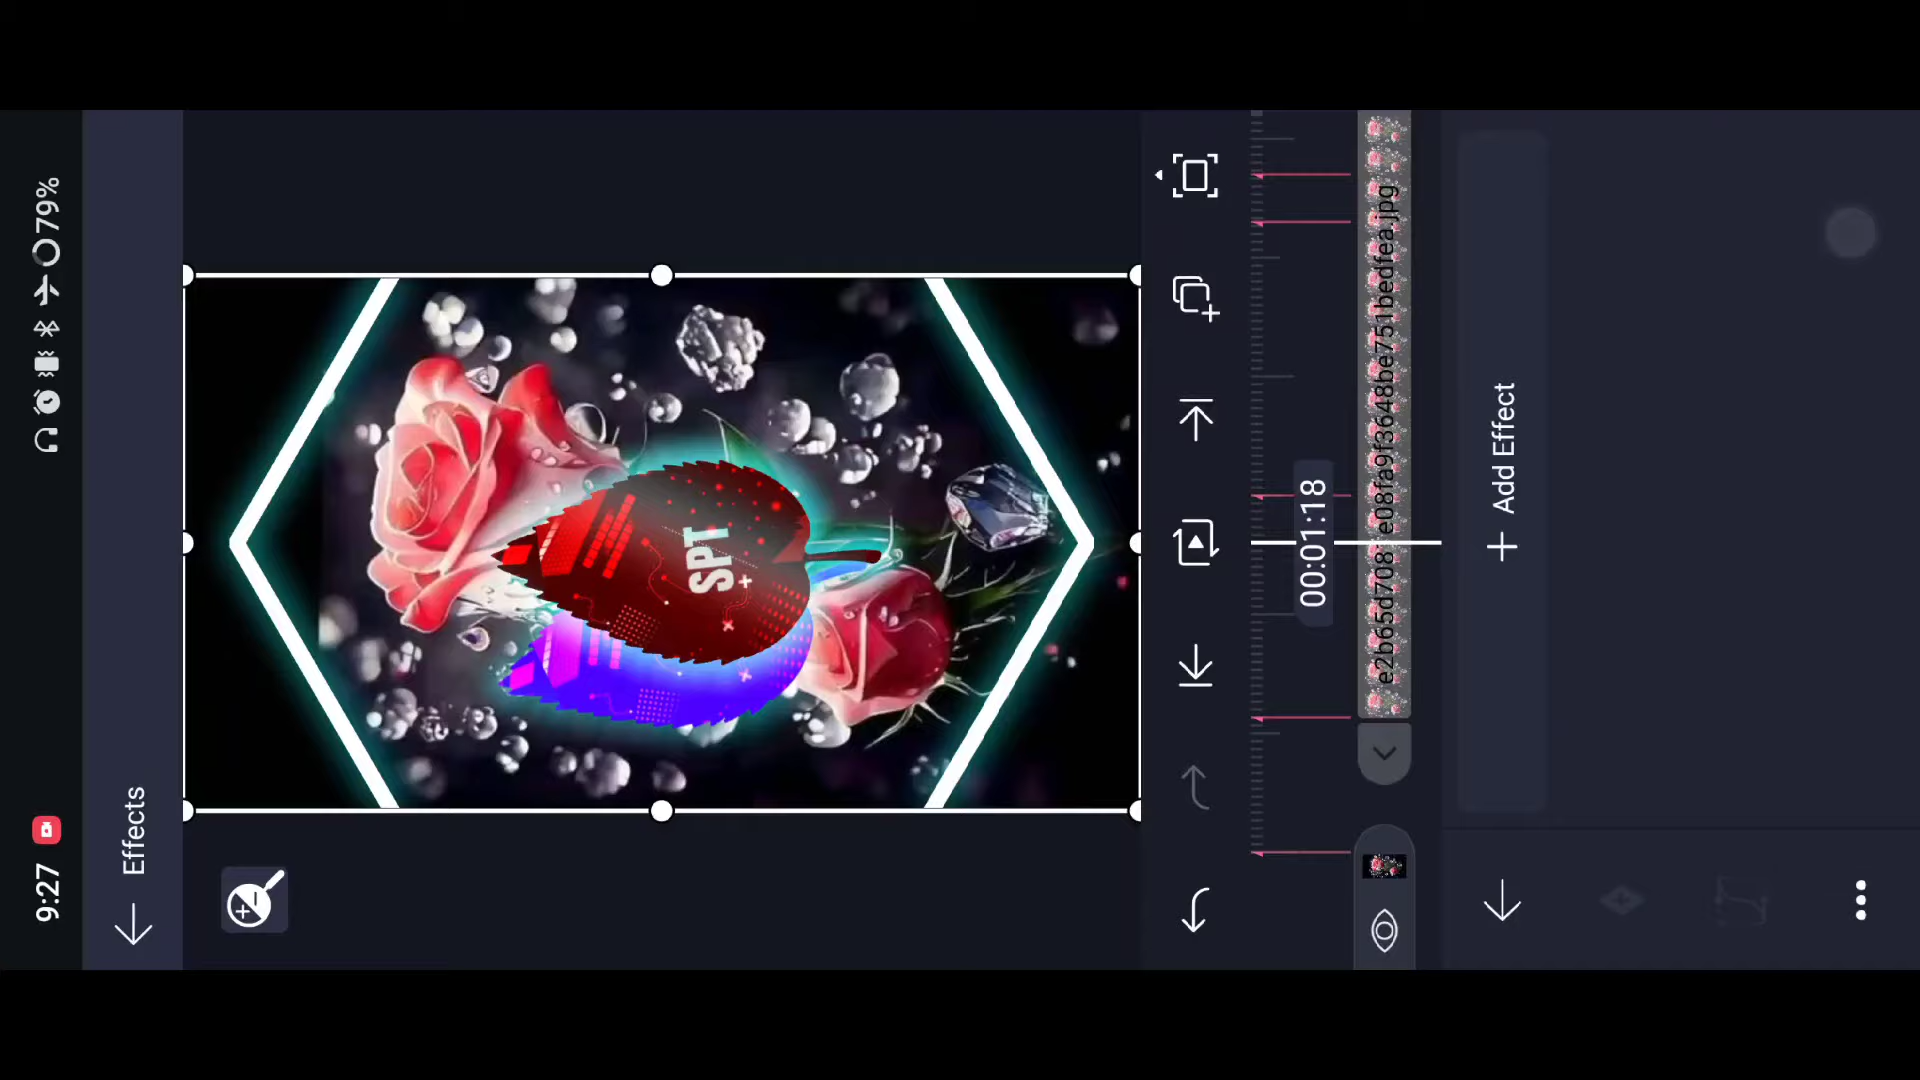 9:27
79%
Effects
SPT
00:01:18
e2b65d708 e08fa9f3648be751bedfea.jpg
Add Effect